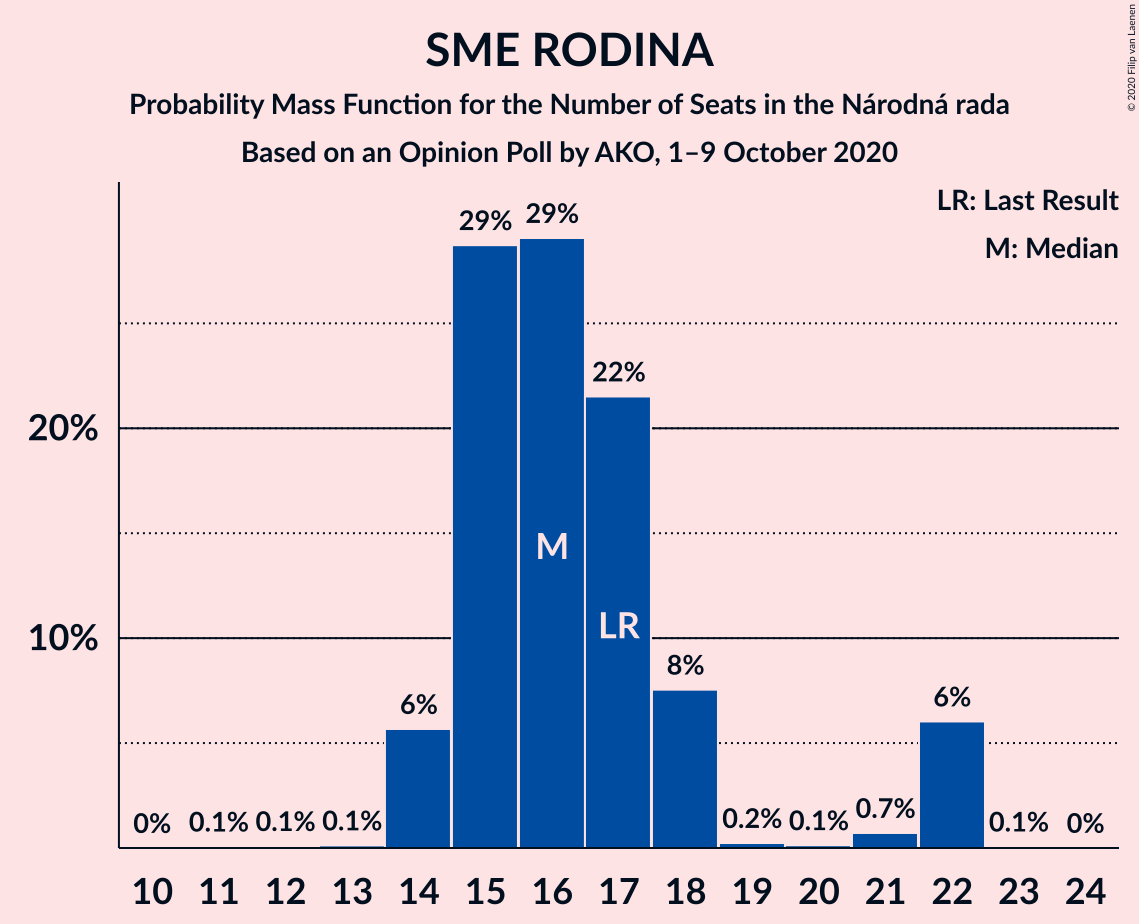 SME RODINA
Probability Mass Function for the Number of Seats in the Národná rada
Based on an Opinion Poll by AKO, 1–9 October 2020
© 2020 Filip van Laenen
LR: Last Result
M: Median
29%
29%
22%
20%
M
LR
10%
8%
6%
6%
0%
0.1%
0.1%
0.1%
0.2%
0.1%
0.7%
0.1%
0%
10 11 12 13 14 15 16 17 18 19 20 21 22 23 24